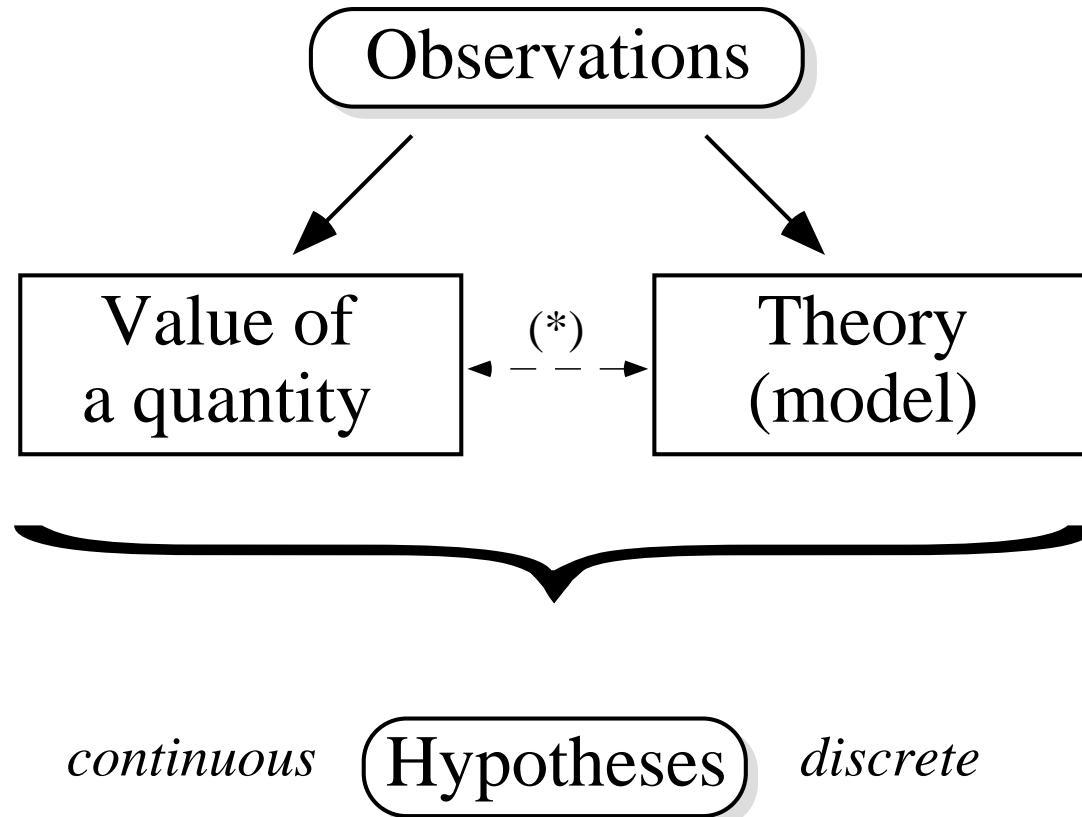 Observations
Value of
a quantity
(*)
Theory
(model)
continuous
Hypotheses
discrete